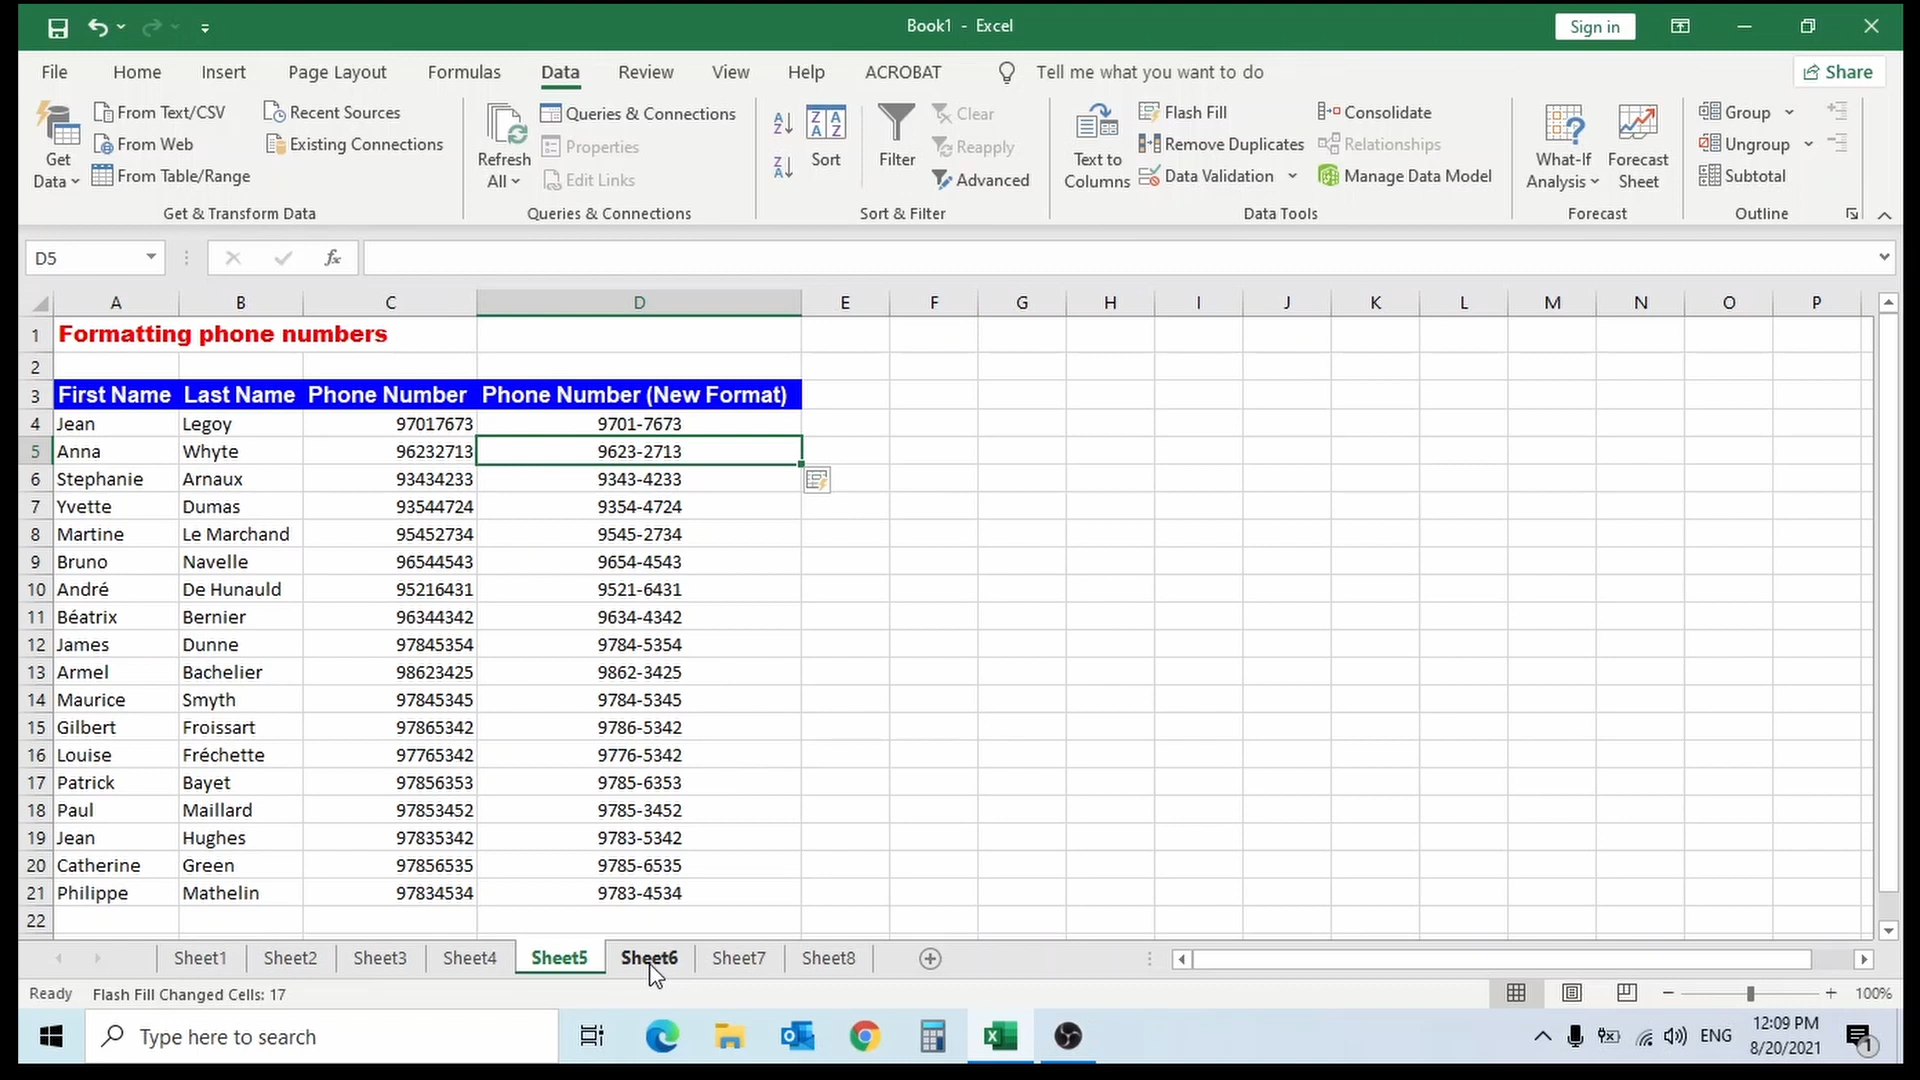 Book1 - Excel
Sign in
File Home Insert Page Layout Formulas Data Review View Help ACROBAT Tell me what you want to do Share
Get Data
From Text/CSV
From Web
From Table/Range
Recent Sources
Existing Connections
Get & Transform Data
Refresh All
Queries & Connections
Properties
Edit Links
Queries & Connections
Sort
Filter
Clear
Reapply
Advanced
Sort & Filter
Text to Columns
Flash Fill
Remove Duplicates
Data Validation
Consolidate
Relationships
Manage Data Model
Data Tools
What-If Analysis
Forecast Sheet
Forecast
Group
Ungroup
Subtotal
Outline
D5 fx
A B C D E F G H I J K L M N O P
1 Formatting phone numbers
2
3 First Name Last Name Phone Number Phone Number (New Format)
4 Jean Legoy 97017673 9701-7673
5 Anna Whyte 96232713 9623-2713
6 Stephanie Arnaux 93434233 9343-4233
7 Yvette Dumas 93544724 9354-4724
8 Martine Le Marchand 95452734 9545-2734
9 Bruno Navelle 96544543 9654-4543
10 André De Hunauld 95216431 9521-6431
11 Béatrix Bernier 96344342 9634-4342
12 James Dunne 97845354 9784-5354
13 Armel Bachelier 98623425 9862-3425
14 Maurice Smyth 97845345 9784-5345
15 Gilbert Froissart 97865342 9786-5342
16 Louise Fréchette 97765342 9776-5342
17 Patrick Bayet 97856353 9785-6353
18 Paul Maillard 97853452 9785-3452
19 Jean Hughes 97835342 9783-5342
20 Catherine Green 97856535 9785-6535
21 Philippe Mathelin 97834534 9783-4534
22
Sheet1 Sheet2 Sheet3 Sheet4 Sheet5 Sheet6 Sheet7 Sheet8
Ready Flash Fill Changed Cells: 17 100%
Type here to search
ENG
12:09 PM
8/20/2021
1